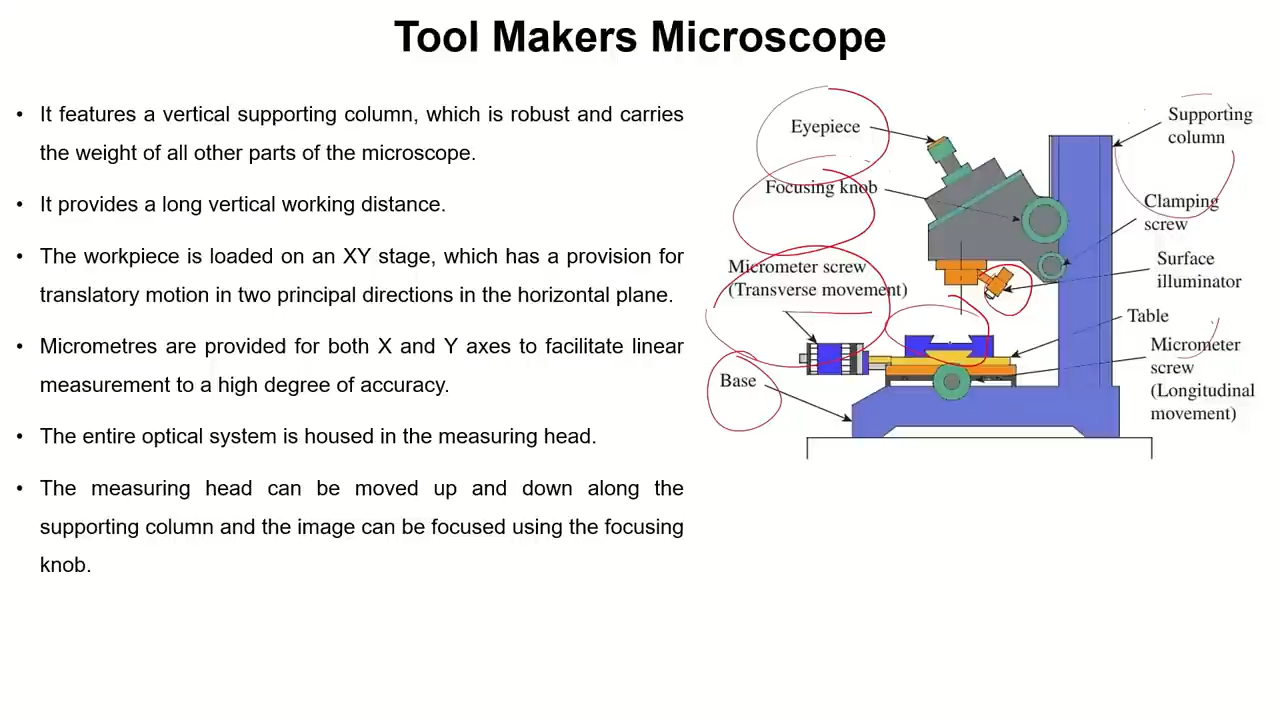 Tool Makers Microscope
• It features a vertical supporting column, which is robust and carries
the weight of all other parts of the microscope.
• It provides a long vertical working distance.
• The workpiece is loaded on an XY stage, which has a provision for
translatory motion in two principal directions in the horizontal plane.
• Micrometres are provided for both X and Y axes to facilitate linear
measurement to a high degree of accuracy.
• The entire optical system is housed in the measuring head.
• The measuring head can be moved up and down along the
supporting column and the image can be focused using the focusing
knob.
Eyepiece
Focusing knob
Micrometer screw
(Transverse movement)
Base
Supporting
column
Clamping
screw
Surface
illuminator
Table
Micrometer
screw
(Longitudinal
movement)